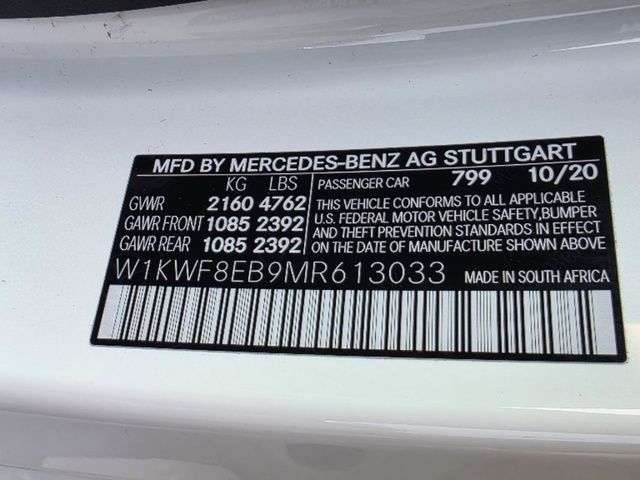 MFD BY MERCEDES-BENZ AG STUTTGART
KG LBS PASSENGER CAR 799 10/20
GVWR 2160 4762 THIS VEHICLE CONFORMS TO ALL APPLICABLE
GAWR FRONT 1085 2392 U.S. FEDERAL MOTOR VEHICLE SAFETY,BUMPER
GAWR REAR 1085 2392 AND THEFT PREVENTION STANDARDS IN EFFECT
ON THE DATE OF MANUFACTURE SHOWN ABOVE
W1KWF8EB9MR613033 MADE IN SOUTH AFRICA